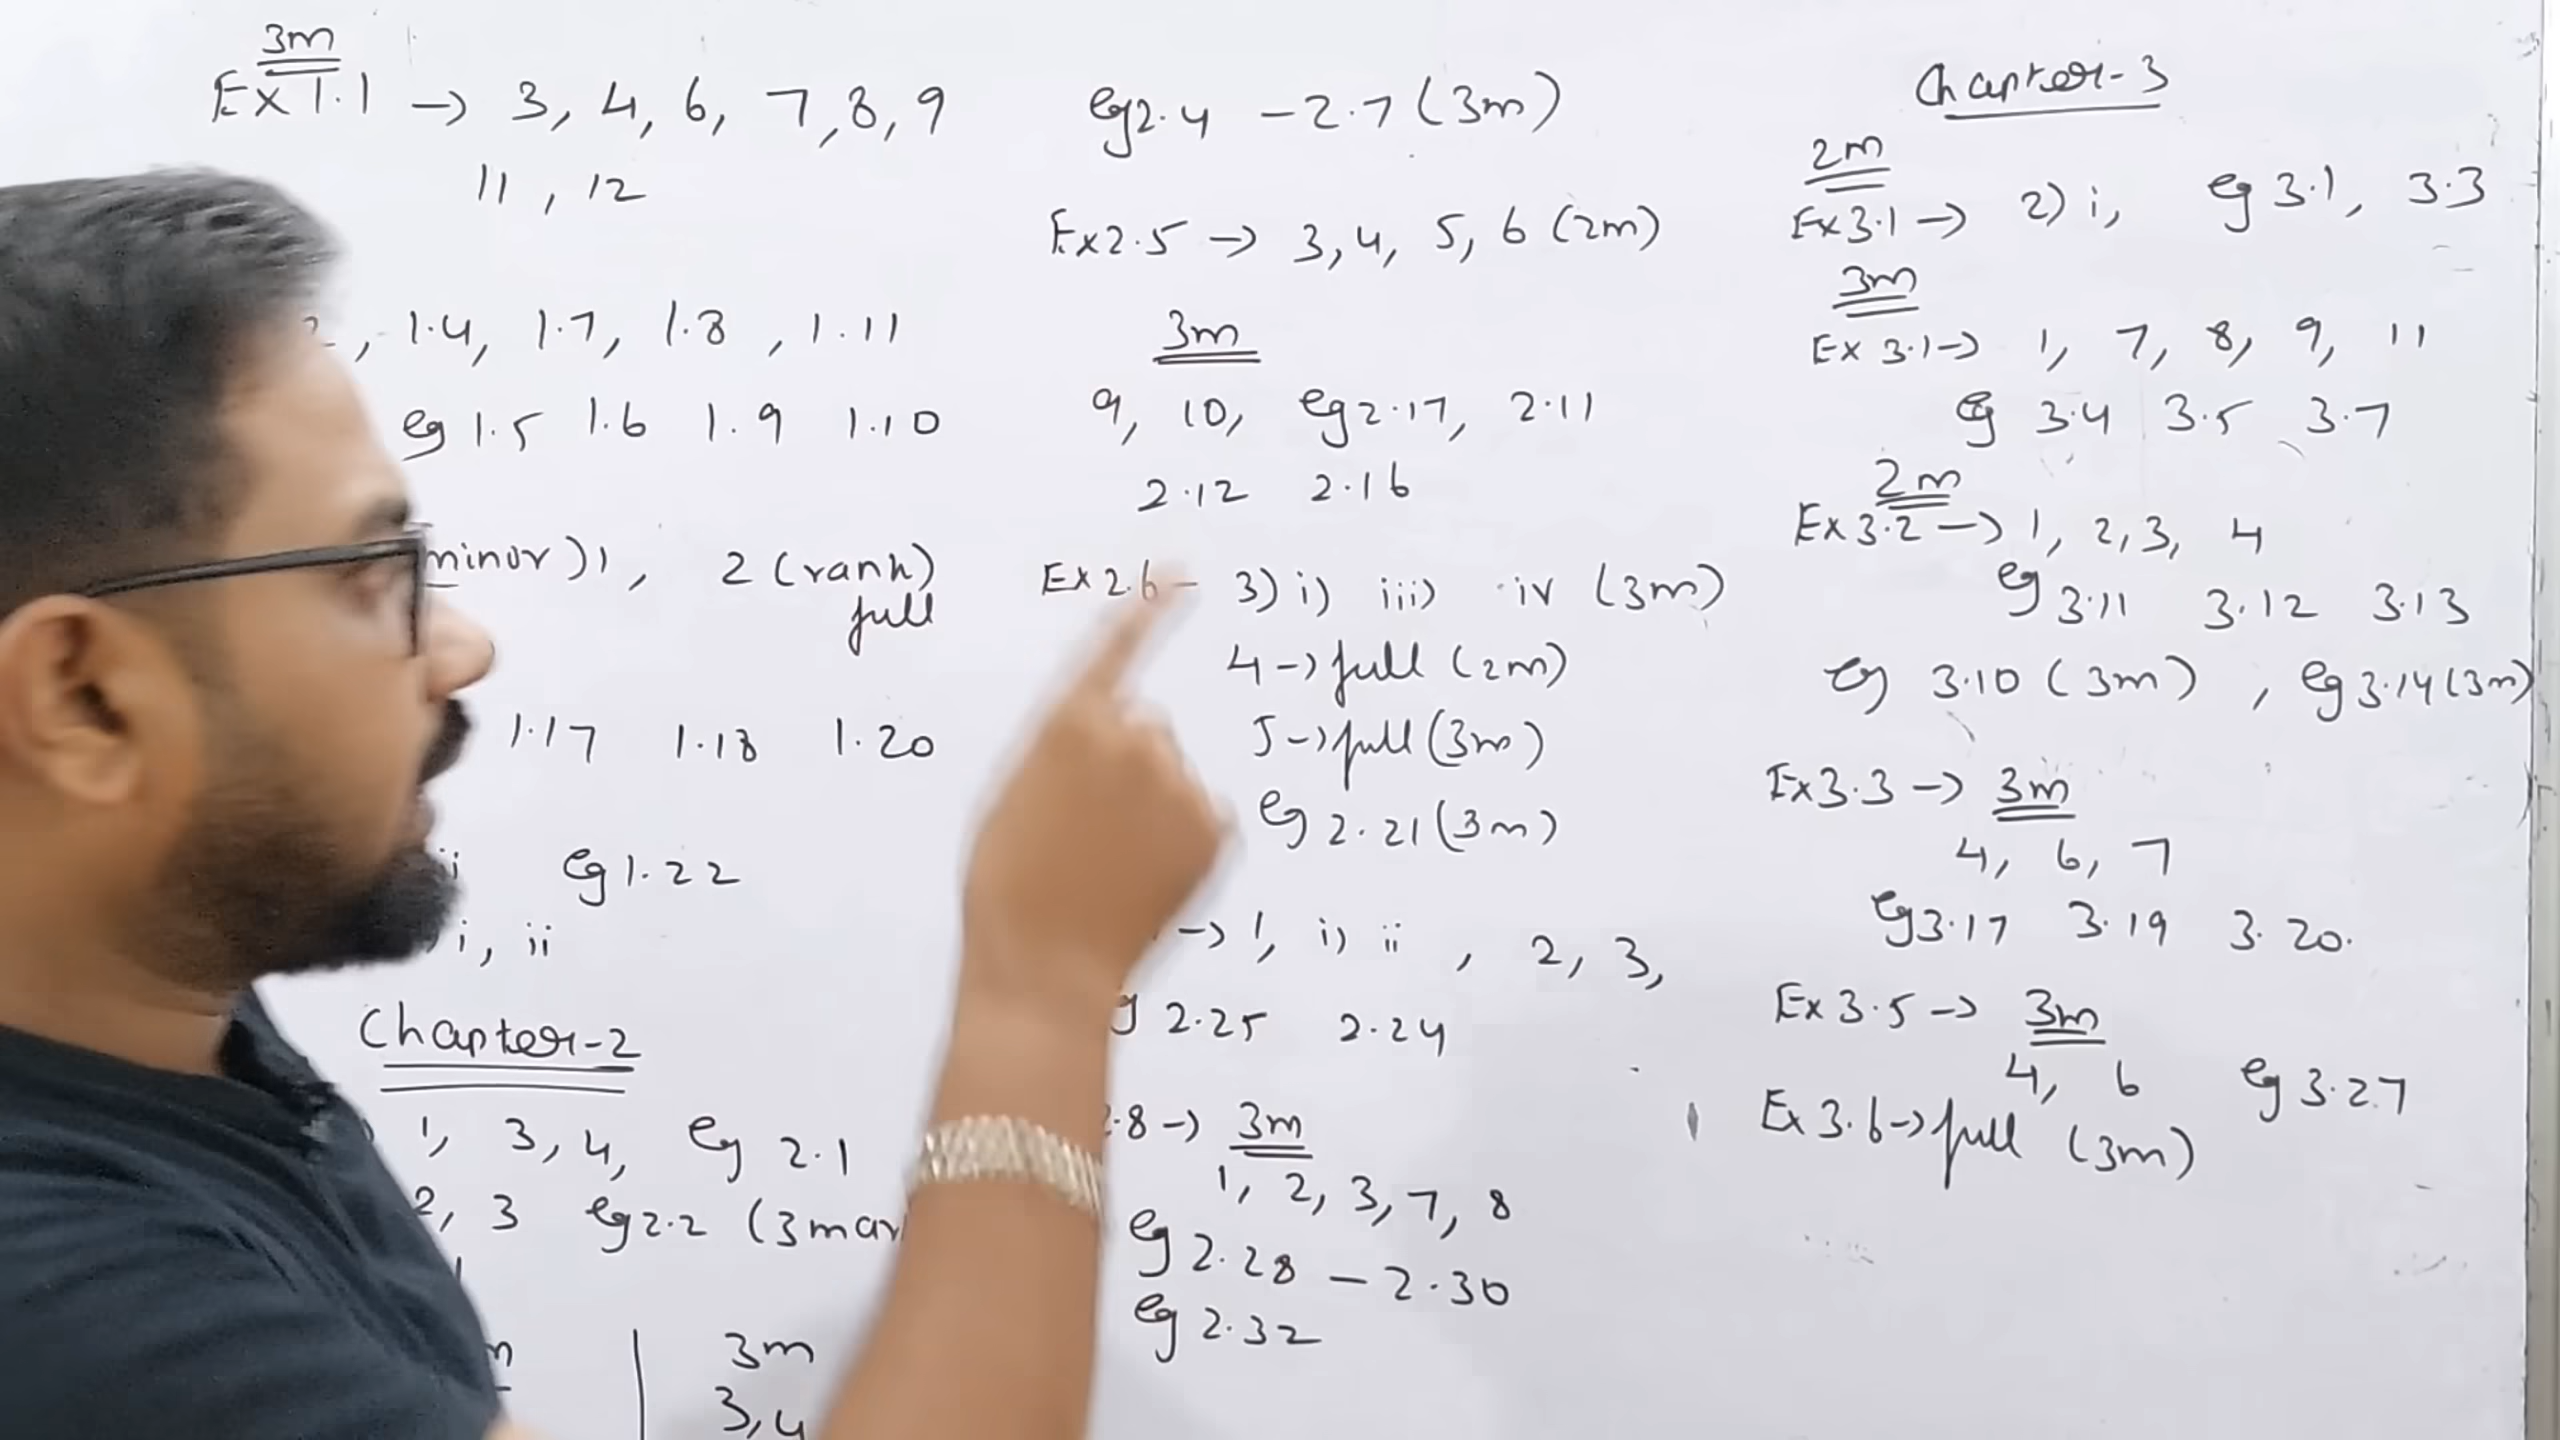 3m
Ex 1.1 → 3, 4, 6, 7, 8, 9
11, 12
, 1.4, 1.7, 1.8, 1.11
eg 1.5 1.6 1.9 1.10
minor) 1, 2 (rank)
full
1.17 1.18 1.20
ii eg 1.22
i, ii
Chapter-2
1, 3, 4, eg 2.1
2, 3 eg 2.2 (3 mar
3m
3, 4
eg 2.4 - 2.7 (3m)
Ex 2.5 → 3, 4, 5, 6 (2m)
3m
9, 10, eg 2.17, 2.11
2.12 2.16
Ex 2.6 - 3) i) iii) iv (3m)
4 → full (2m)
5 → full (3m)
eg 2.21 (3m)
→ 1, i) ii, 2, 3,
g 2.25 2.24
2.8 → 3m
1, 2, 3, 7, 8
eg 2.28 - 2.30
eg 2.32
Chapter-3
2m
Ex 3.1 → 2) i, eg 3.1, 3.3
3m
Ex 3.1 → 1, 7, 8, 9, 11
eg 3.4 3.5 3.7
2m
Ex 3.2 → 1, 2, 3, 4
eg 3.11 3.12 3.13
eg 3.10 (3m), eg 3.14 (3m)
Ex 3.3 → 3m
4, 6, 7
eg 3.17 3.19 3.20.
Ex 3.5 → 3m
4, 6 eg 3.27
Ex 3.6 → full (3m)